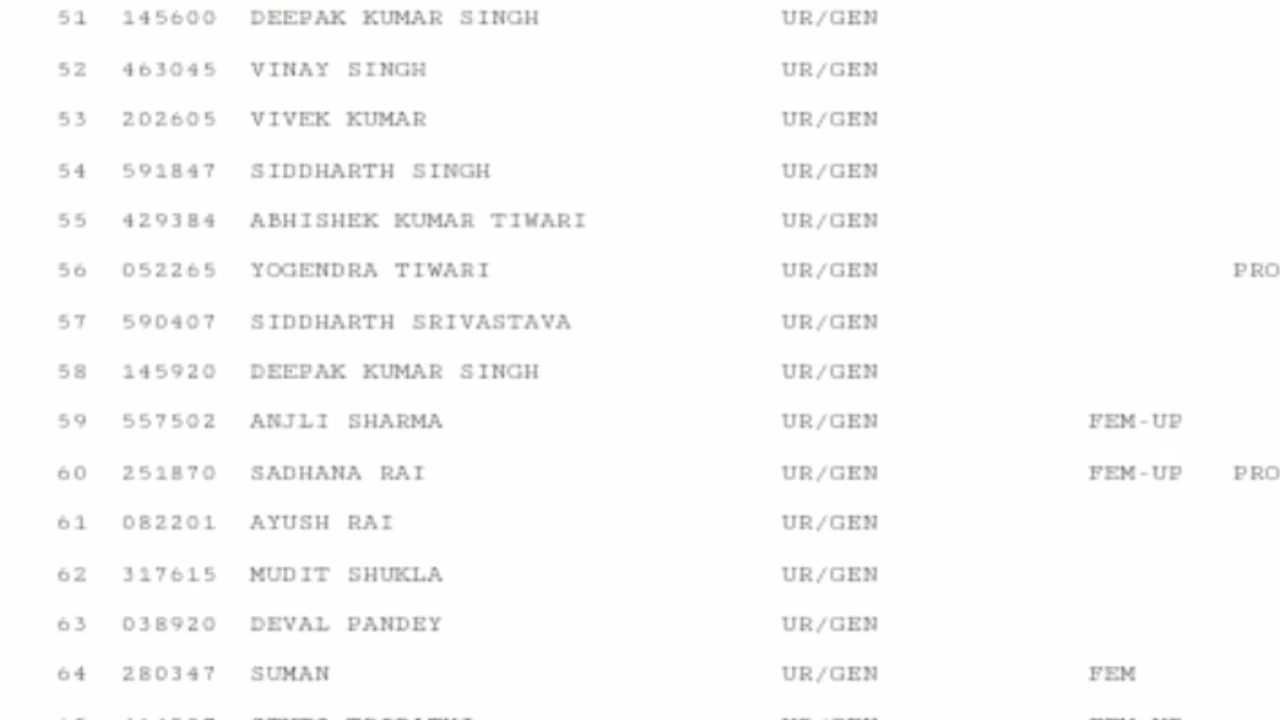 51 145600 DEEPAK KUMAR SINGH UR/GEN
52 463045 VINAY SINGH UR/GEN
53 202605 VIVEK KUMAR UR/GEN
54 591847 SIDDHARTH SINGH UR/GEN
55 429384 ABHISHEK KUMAR TIWARI UR/GEN
56 052265 YOGENDRA TIWARI UR/GEN PRO
57 590407 SIDDHARTH SRIVASTAVA UR/GEN
58 145920 DEEPAK KUMAR SINGH UR/GEN
59 557502 ANJLI SHARMA UR/GEN FEM-UP
60 251870 SADHANA RAI UR/GEN FEM-UP PRO
61 082201 AYUSH RAI UR/GEN
62 317615 MUDIT SHUKLA UR/GEN
63 038920 DEVAL PANDEY UR/GEN
64 280347 SUMAN UR/GEN FEM